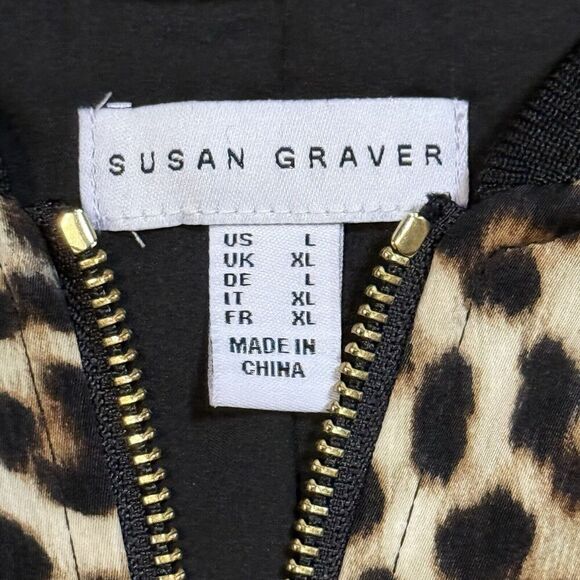 SUSAN GRAVER
US L
UK XL
DE L
IT XL
FR XL
MADE IN
CHINA